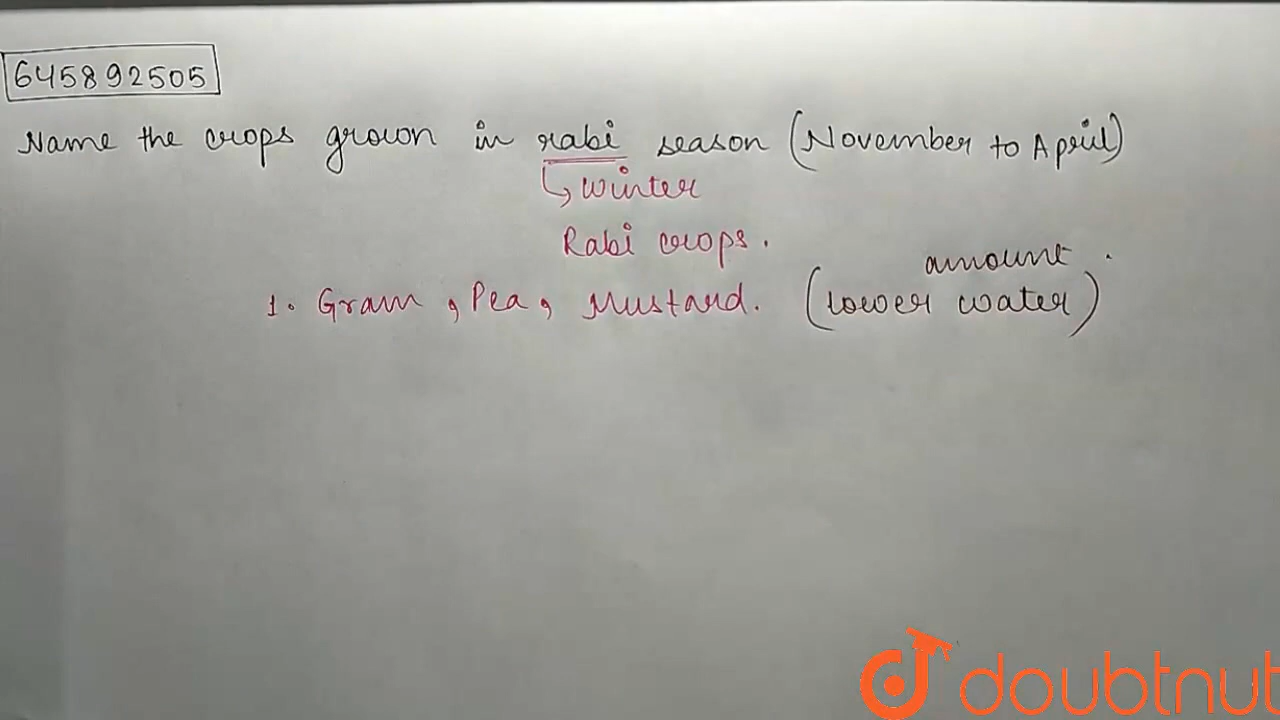 645892505
Name the crops grown in rabi season (November to April)
↳ winter
Rabi crops.
amount.
1. Gram, Pea, Mustard. (lower water)
doubtnut